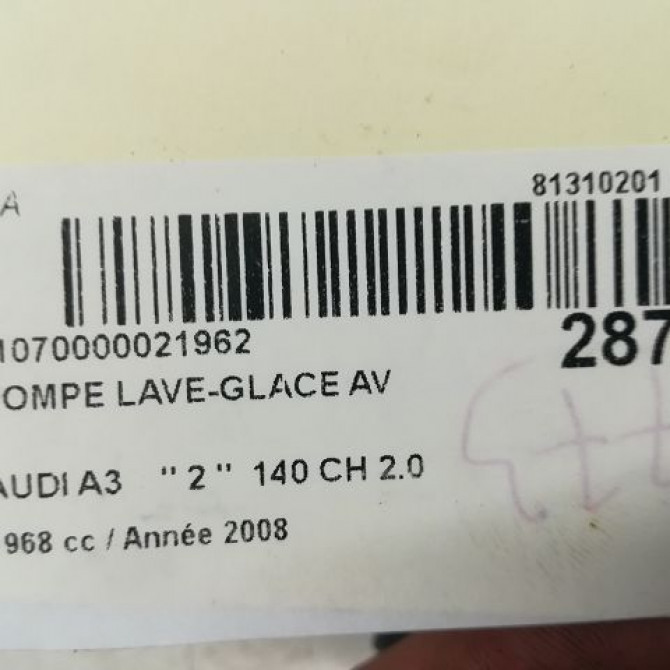 A
81310201
1070000021962
287
OMPE LAVE-GLACE AV
AUDI A3 "2" 140 CH 2.0
968 cc / Année 2008